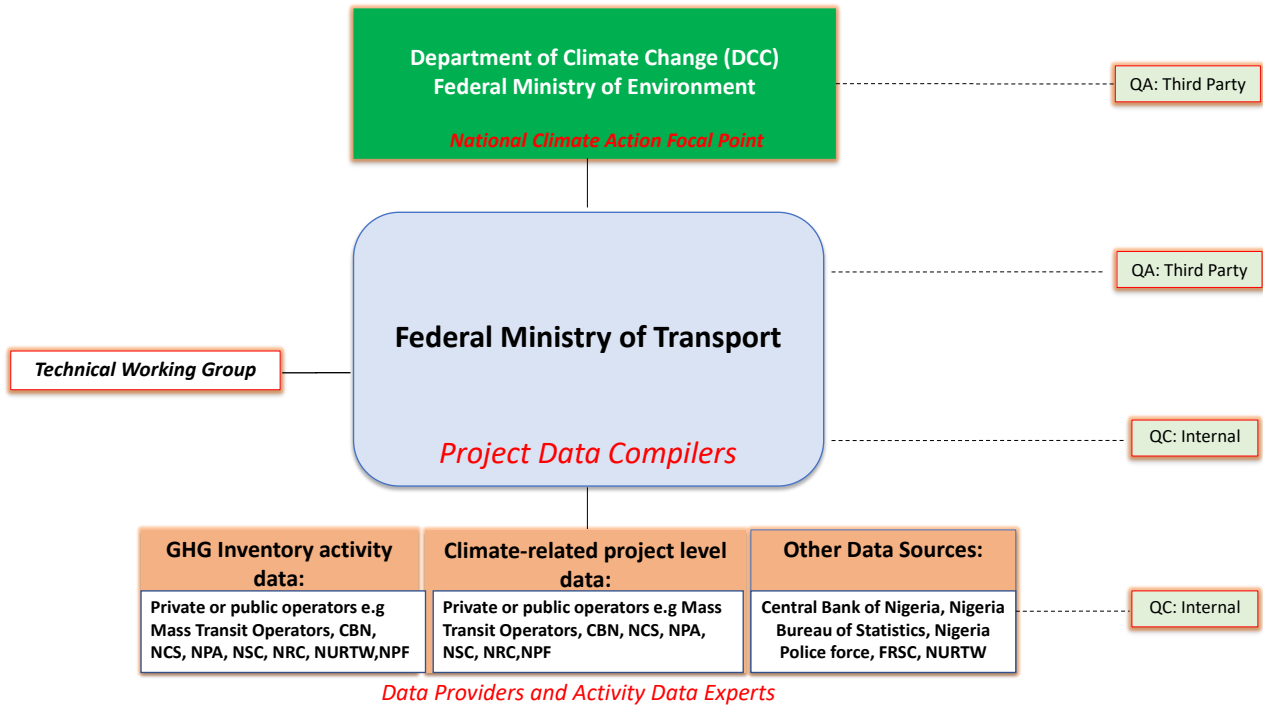 Department of Climate Change (DCC)
Federal Ministry of Environment
National Climate Action Focal Point
QA: Third Party
QA: Third Party
Federal Ministry of Transport
Technical Working Group
Project Data Compilers
QC: Internal
GHG Inventory activity
data:
Private or public operators e.g
Mass Transit Operators, CBN,
NCS, NPA, NSC, NRC, NURTW,NPF
Climate-related project level
data:
Private or public operators e.g Mass
Transit Operators, CBN, NCS, NPA,
NSC, NRC,NPF
Other Data Sources:
Central Bank of Nigeria, Nigeria
Bureau of Statistics, Nigeria
Police force, FRSC, NURTW
QC: Internal
Data Providers and Activity Data Experts